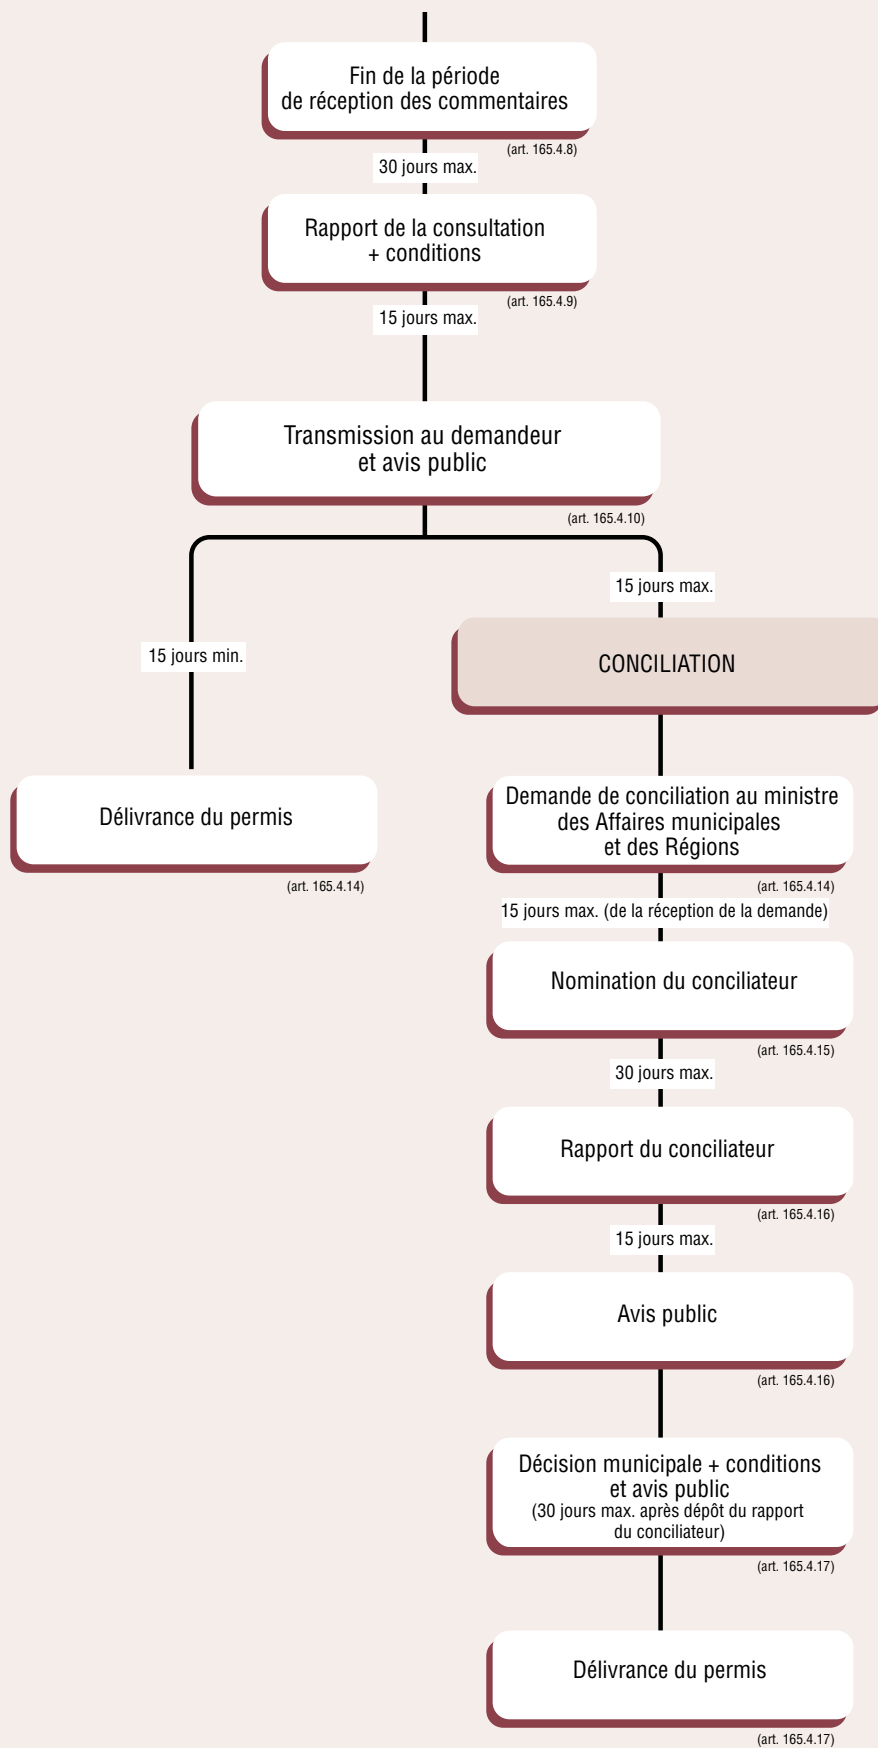 Fin de la période
de réception des commentaires
(art. 165.4.8)
30 jours max.
Rapport de la consultation
+ conditions
(art. 165.4.9)
15 jours max.
Transmission au demandeur
et avis public
(art. 165.4.10)
15 jours min.
Délivrance du permis
(art. 165.4.14)
15 jours max.
CONCILIATION
Demande de conciliation au ministre
des Affaires municipales
et des Régions
(art. 165.4.14)
15 jours max. (de la réception de la demande)
Nomination du conciliateur
(art. 165.4.15)
30 jours max.
Rapport du conciliateur
(art. 165.4.16)
15 jours max.
Avis public
(art. 165.4.16)
Décision municipale + conditions
et avis public
(30 jours max. après dépôt du rapport
du conciliateur)
(art. 165.4.17)
Délivrance du permis
(art. 165.4.17)